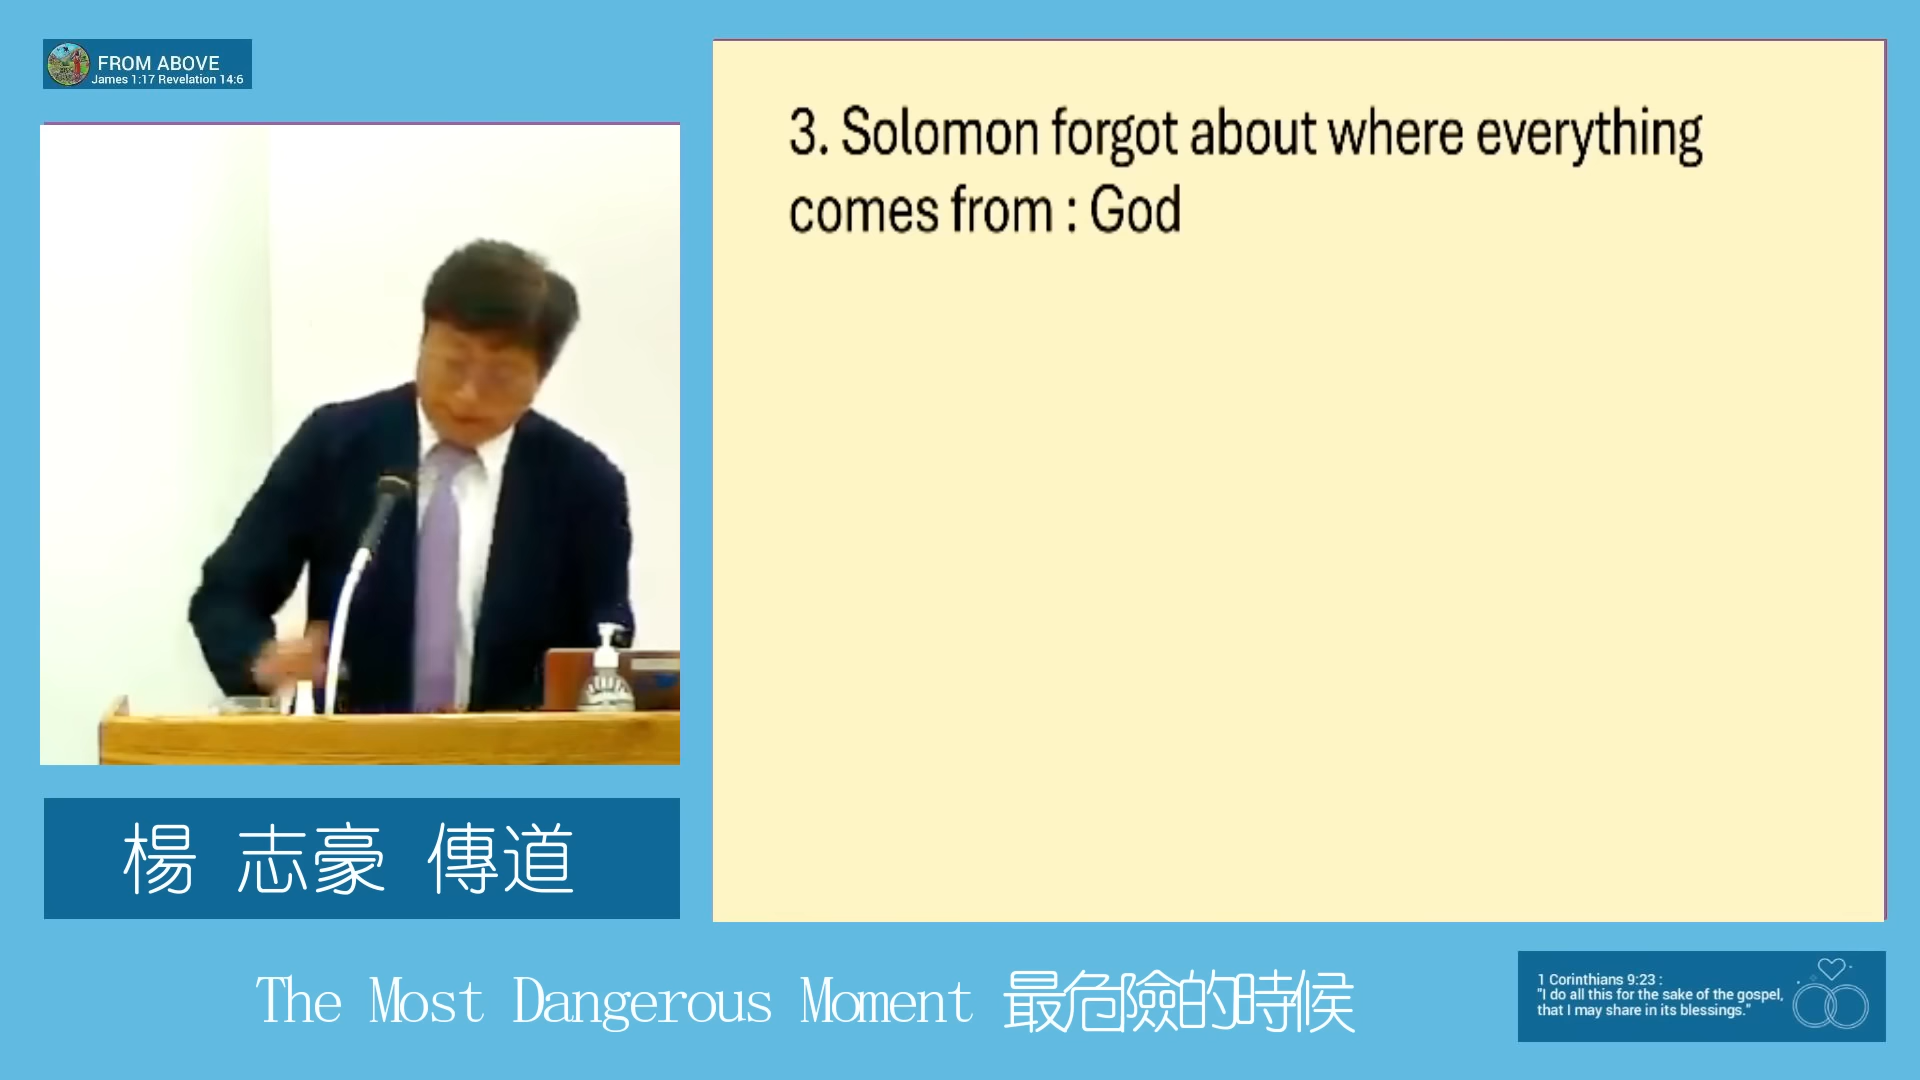 FROM ABOVE
James 1:17 Revelation 14:6
3. Solomon forgot about where everything
comes from : God
楊 志豪 傳道
The Most Dangerous Moment 最危險的時候
1 Corinthians 9:23 :
"I do all this for the sake of the gospel,
that I may share in its blessings."